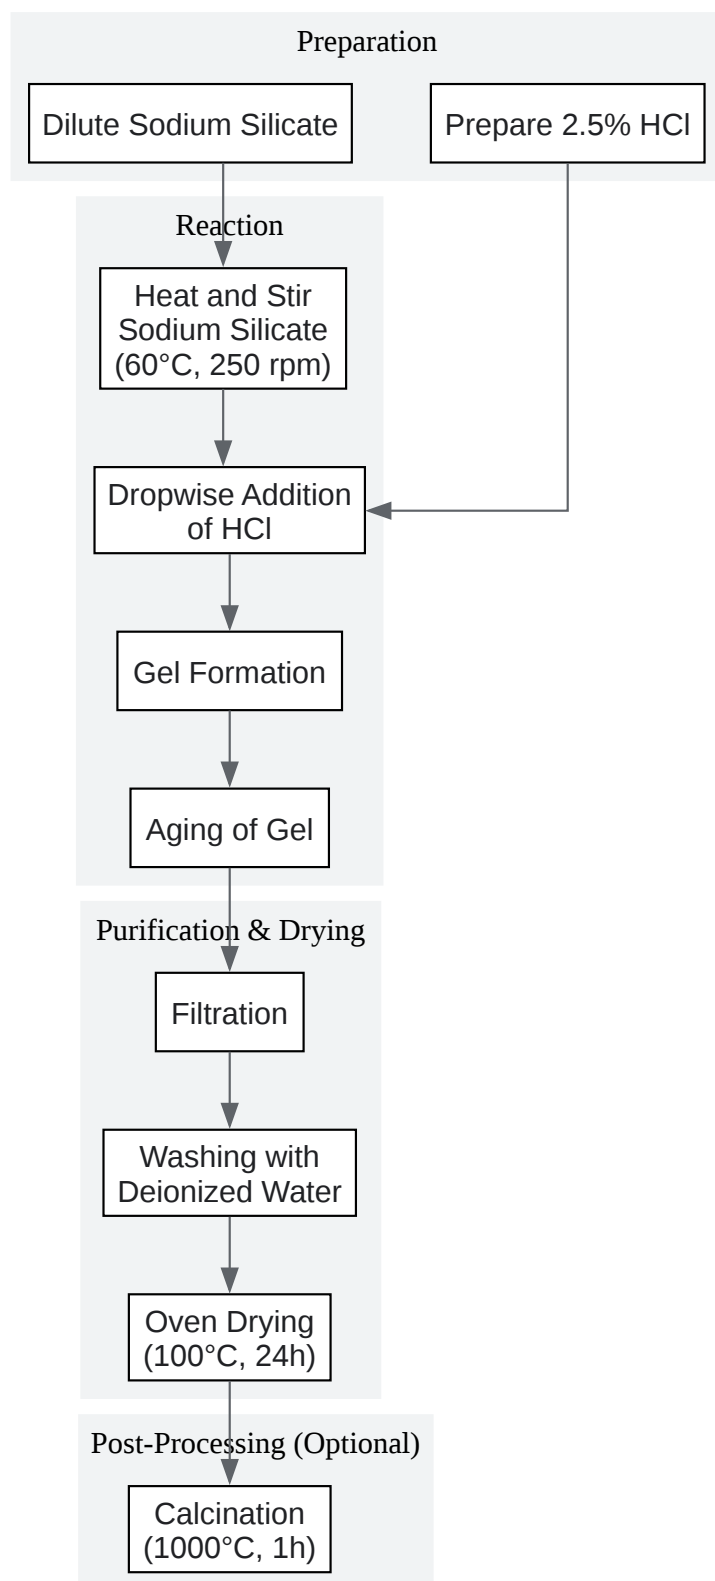 Preparation
Dilute Sodium Silicate
Prepare 2.5% HCl
Reaction
Heat and Stir
Sodium Silicate
(60°C, 250 rpm)
Dropwise Addition
of HCl
Gel Formation
Aging of Gel
Purification & Drying
Filtration
Washing with
Deionized Water
Oven Drying
(100°C, 24h)
Post-Processing (Optional)
Calcination
(1000°C, 1h)